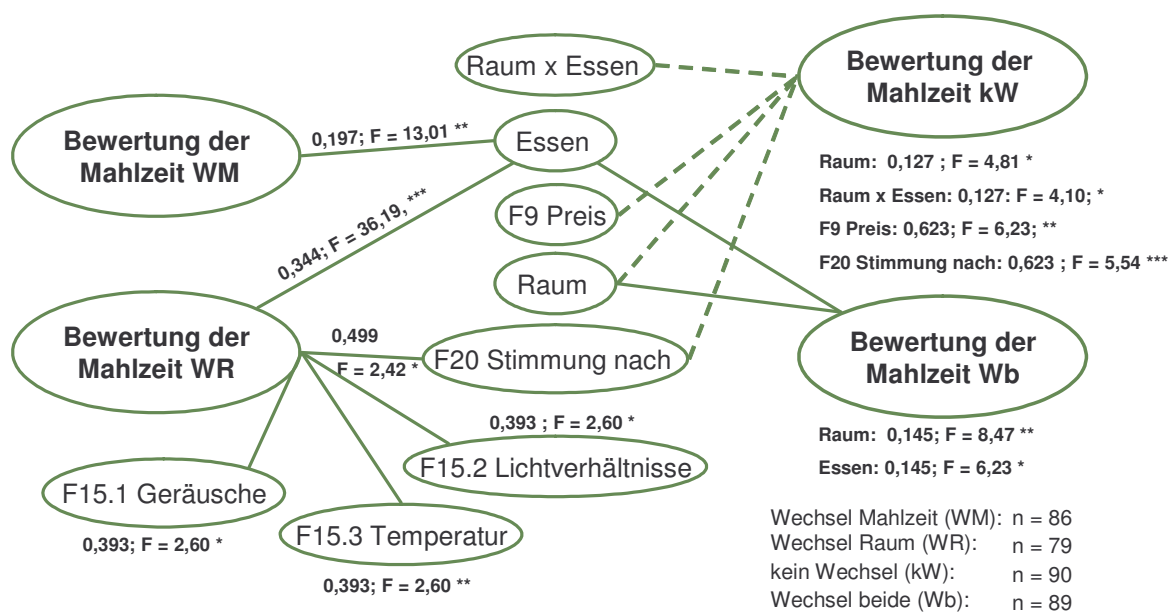 Raum x Essen
Bewertung der
Mahlzeit kW
Bewertung der
Mahlzeit WM
0,197; F = 13,01 **
Essen
Raum: 0,127 ; F = 4,81 *
Raum x Essen: 0,127: F = 4,10; *
F9 Preis: 0,623; F = 6,23; **
F20 Stimmung nach: 0,623 ; F = 5,54 ***
0,344; F = 36,19, ***
F9 Preis
Raum
Bewertung der
Mahlzeit WR
0,499
F = 2,42 *
F20 Stimmung nach
Bewertung der
Mahlzeit Wb
0,393 ; F = 2,60 *
F15.2 Lichtverhältnisse
Raum: 0,145; F = 8,47 **
Essen: 0,145; F = 6,23 *
F15.1 Geräusche
0,393; F = 2,60 *
F15.3 Temperatur
0,393; F = 2,60 **
Wechsel Mahlzeit (WM): n = 86
Wechsel Raum (WR): n = 79
kein Wechsel (kW): n = 90
Wechsel beide (Wb): n = 89